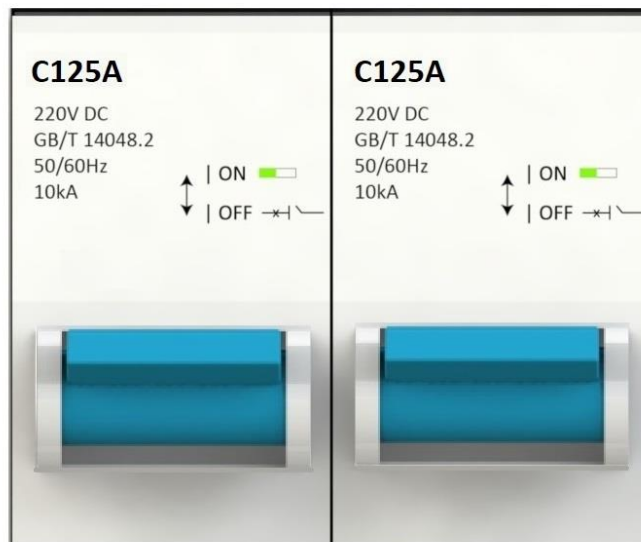 C125A
220V DC
GB/T 14048.2
50/60Hz
10kA
| ON
| OFF
C125A
220V DC
GB/T 14048.2
50/60Hz
10kA
| ON
| OFF